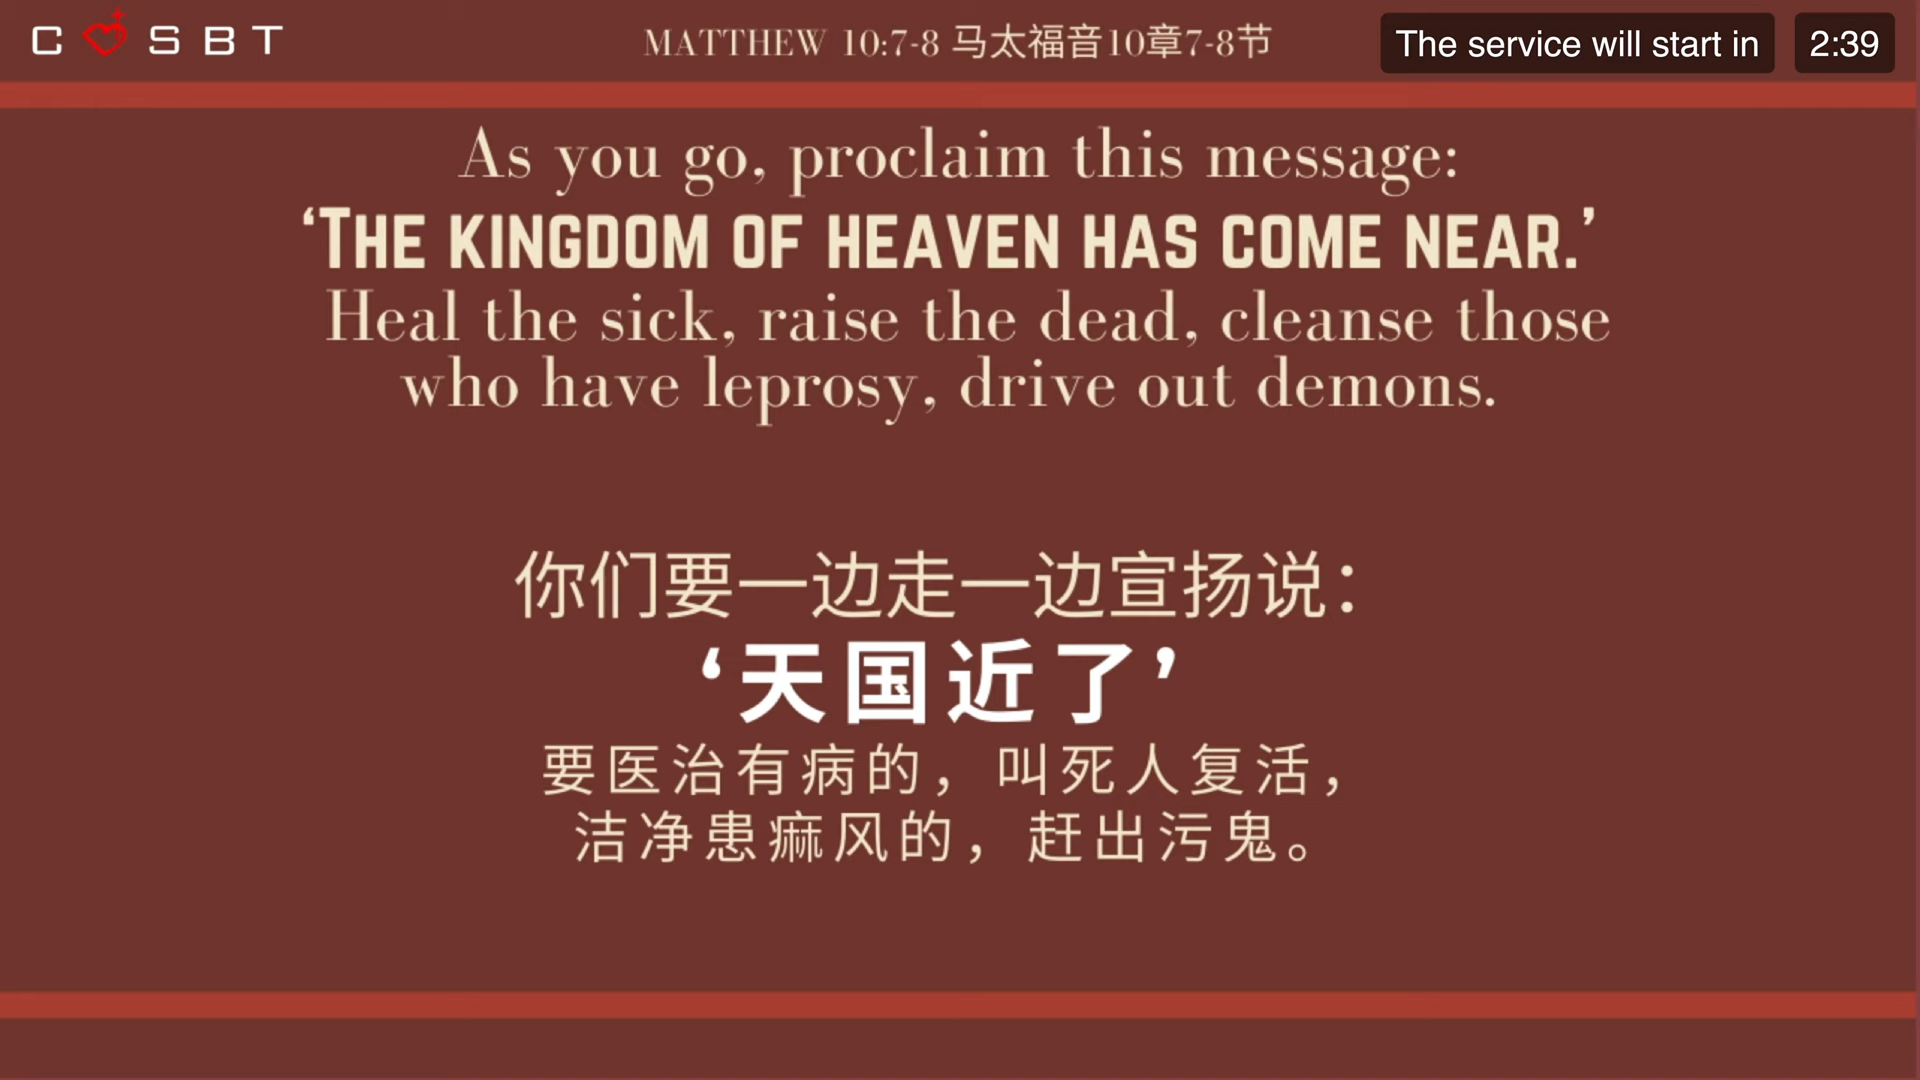 C SBT
MATTHEW 10:7-8 马太福音10章7-8节
The service will start in 2:39
As you go, proclaim this message:
‘THE KINGDOM OF HEAVEN HAS COME NEAR.’
Heal the sick, raise the dead, cleanse those
who have leprosy, drive out demons.
你们要一边走一边宣扬说：
‘天国近了’
要医治有病的，叫死人复活，
洁净患痲风的，赶出污鬼。